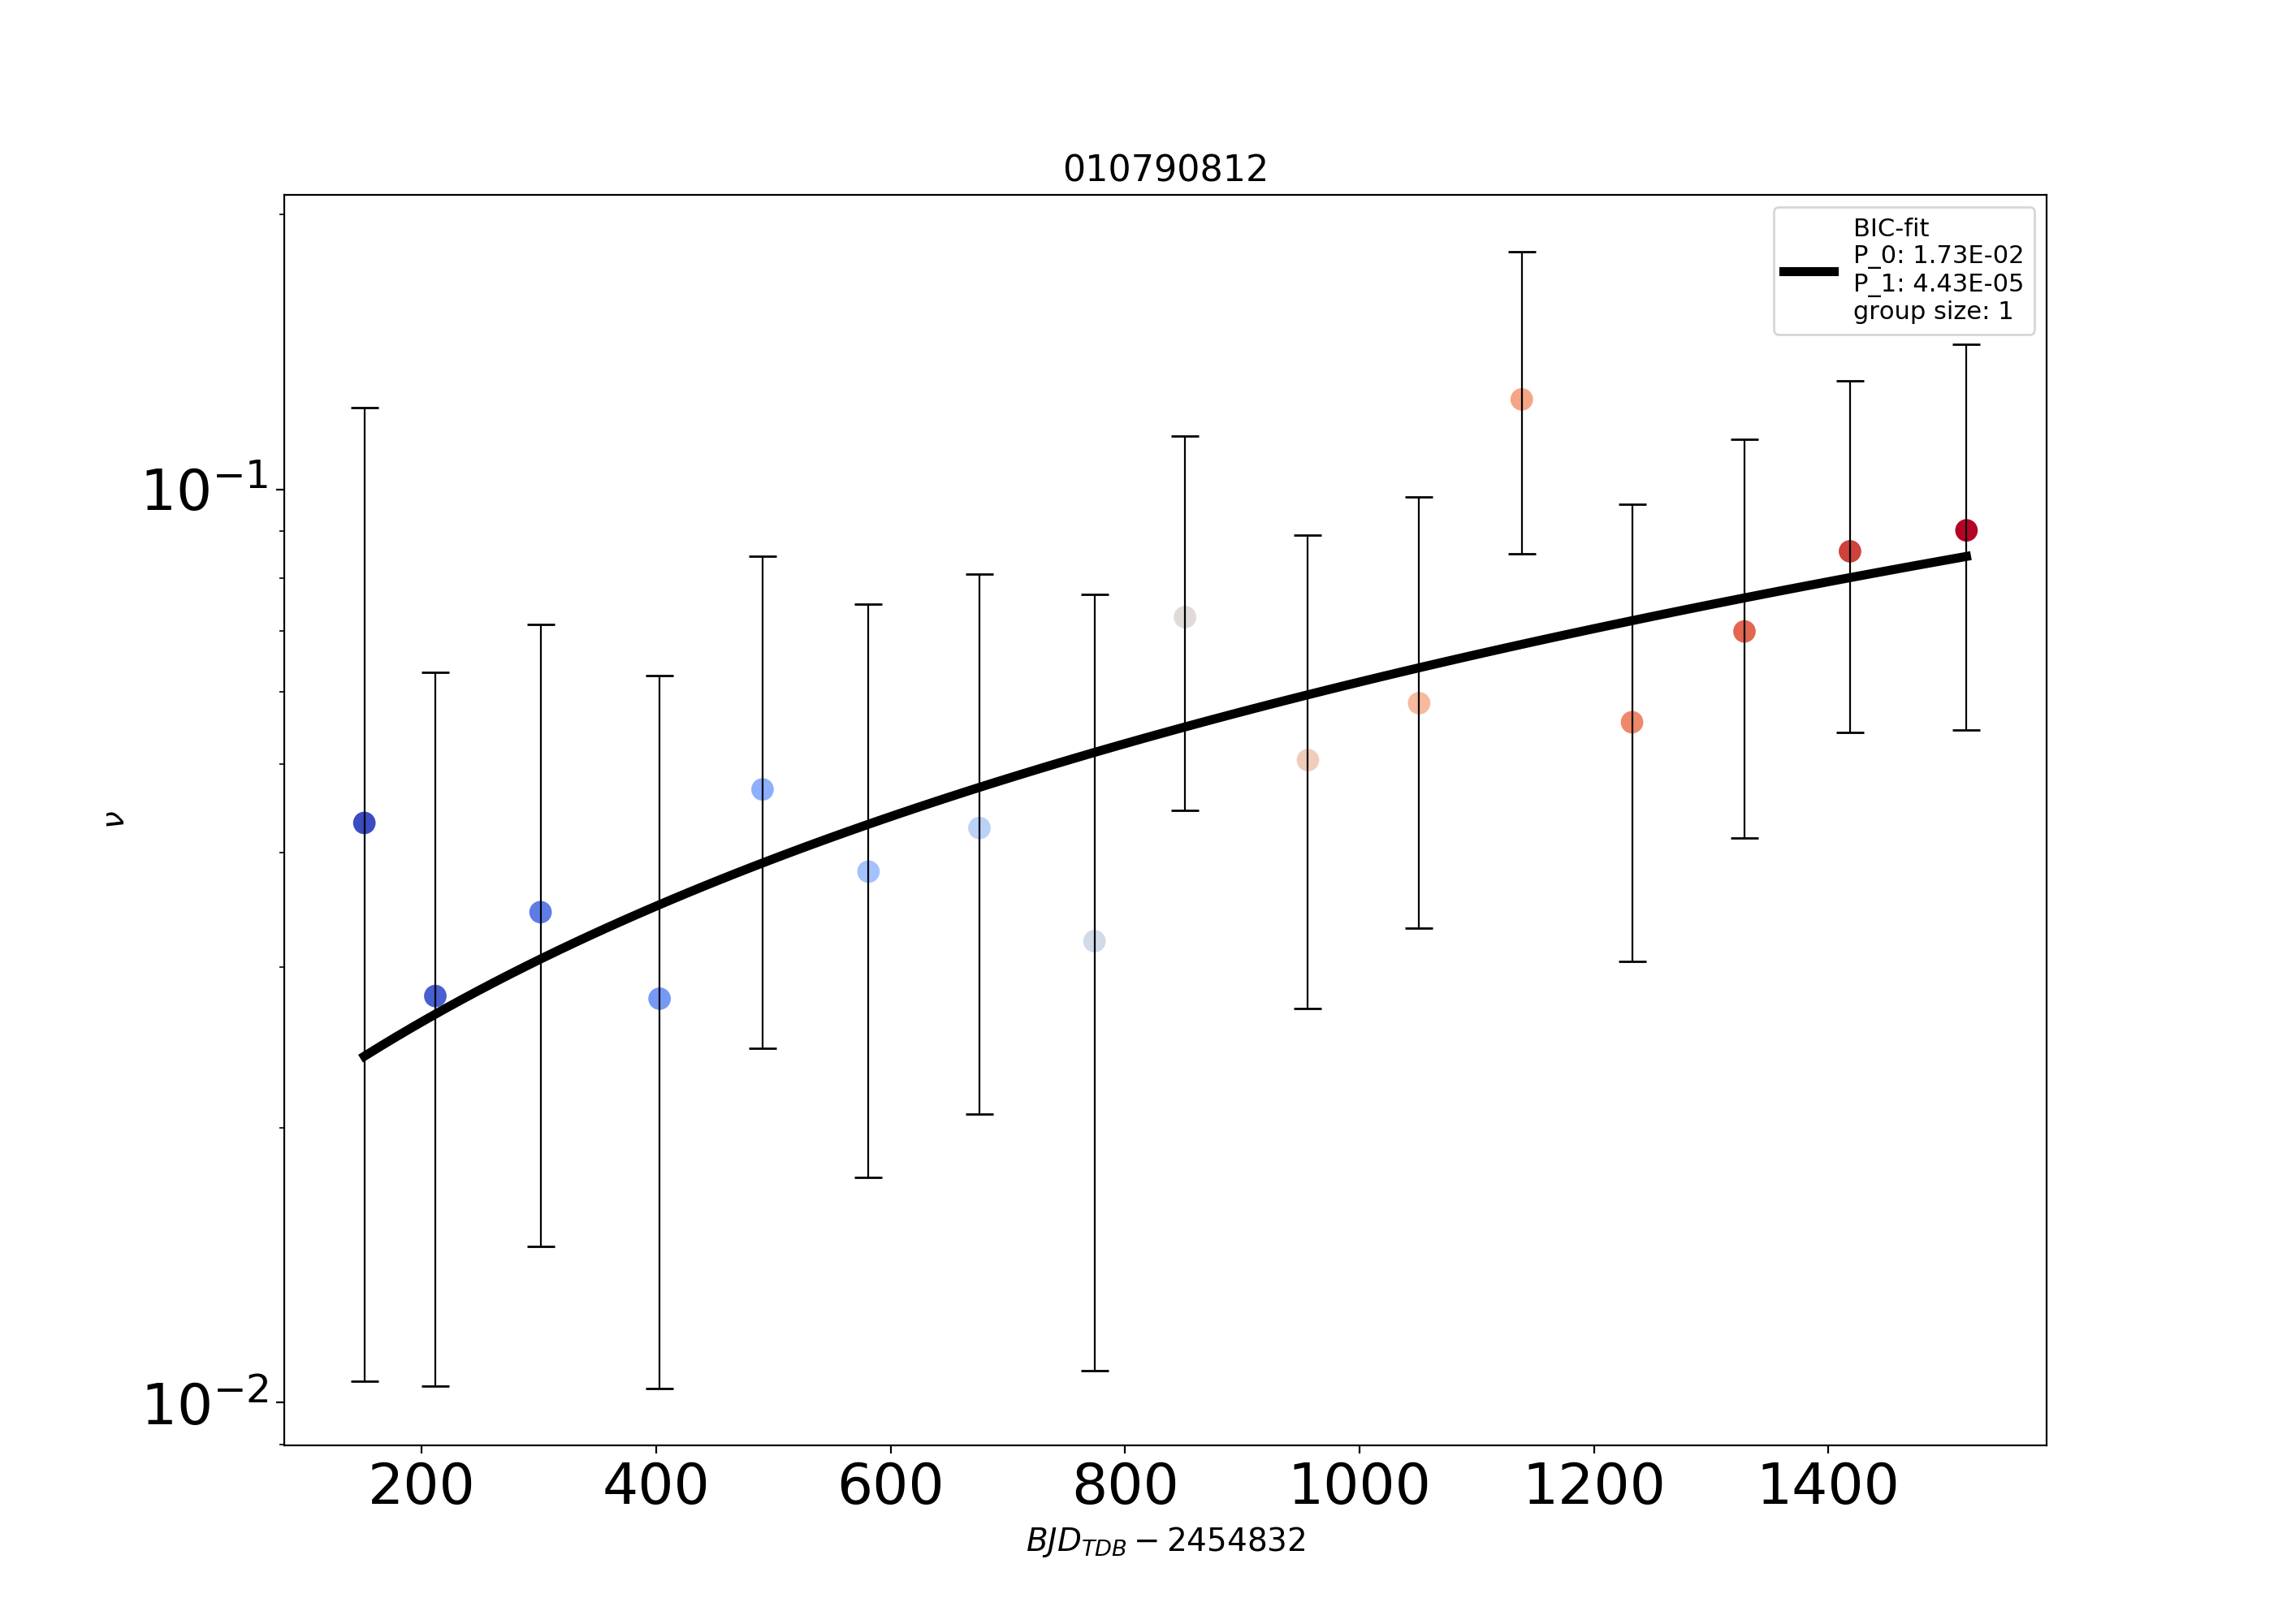 010790812
BIC-fit
P_0: 1.73E-02
P_1: 4.43E-05
group size: 1
10⁻¹
ν
10⁻²
200 400 600 800 1000 1200 1400
BJD_TDB − 2454832